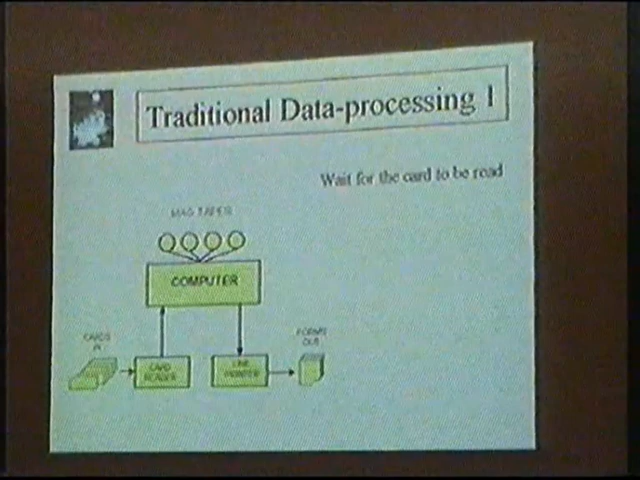 Traditional Data-processing 1
Wait for the card to be read
MAG TAPES
COMPUTER
CARDS
IN
FORMS
OUT
CARD
READER
LINE
PRINTER